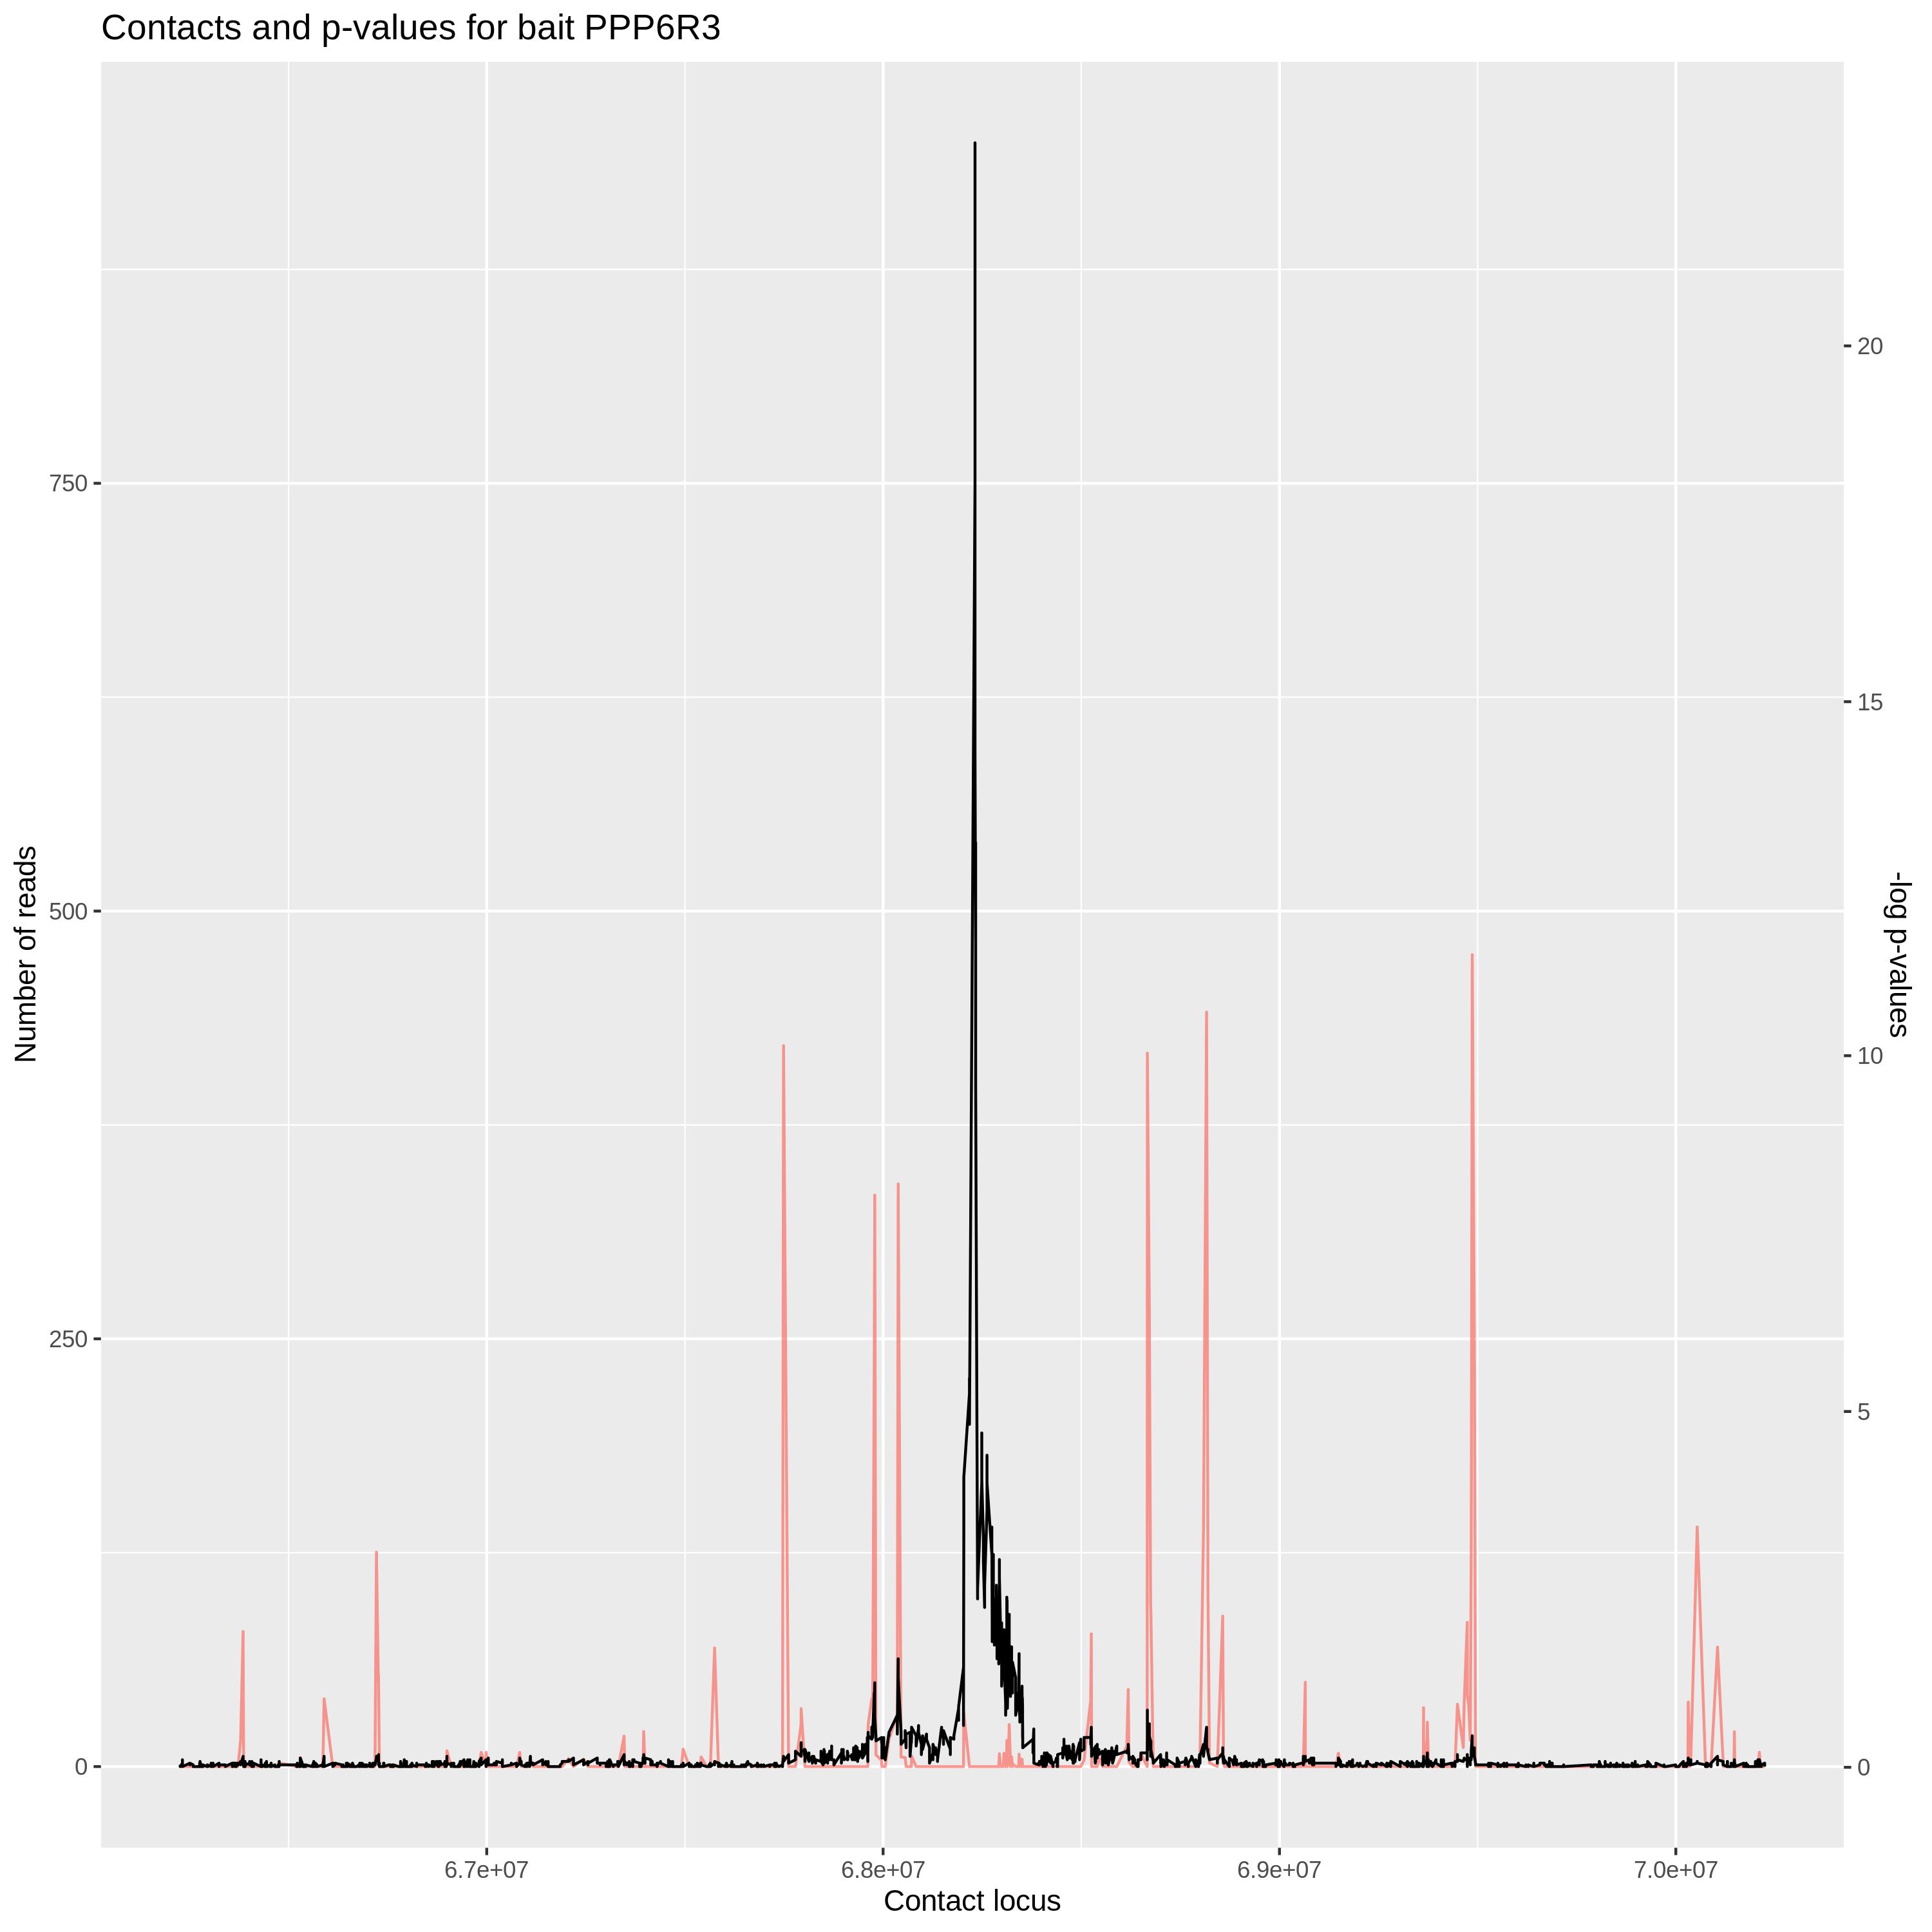 Contacts and p-values for bait PPP6R3
Number of reads
750
500
250
0
20
15
10
5
0
-log p-values
6.7e+07
6.8e+07
6.9e+07
7.0e+07
Contact locus